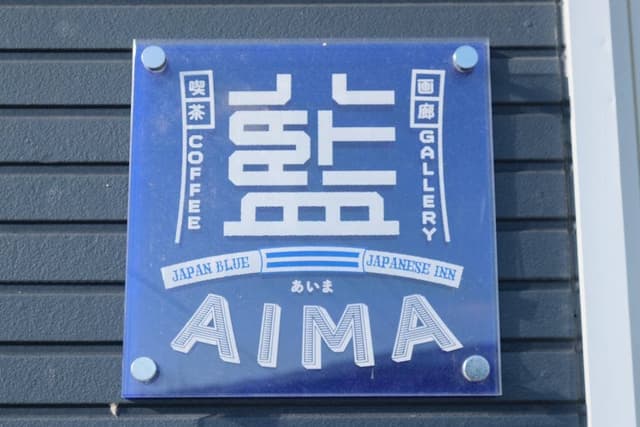 喫茶 COFFEE
藍
画廊 GALLERY
JAPAN BLUE JAPANESE INN
あいま
AIMA